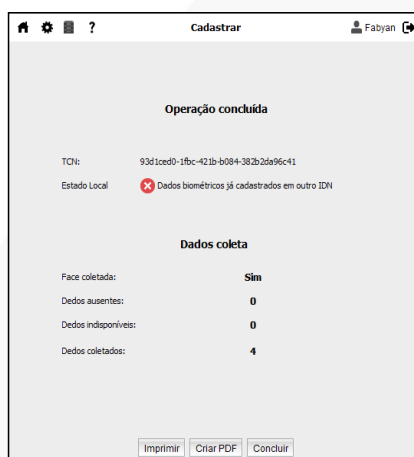 ? Cadastrar Fabyan
Operação concluída
TCN: 93d1ced0-1fbc-421b-b084-382b2da96c41
Estado Local Dados biométricos já cadastrados em outro IDN
Dados coleta
Face coletada: Sim
Dedos ausentes: 0
Dedos indisponíveis: 0
Dedos coletados: 4
Imprimir Criar PDF Concluir